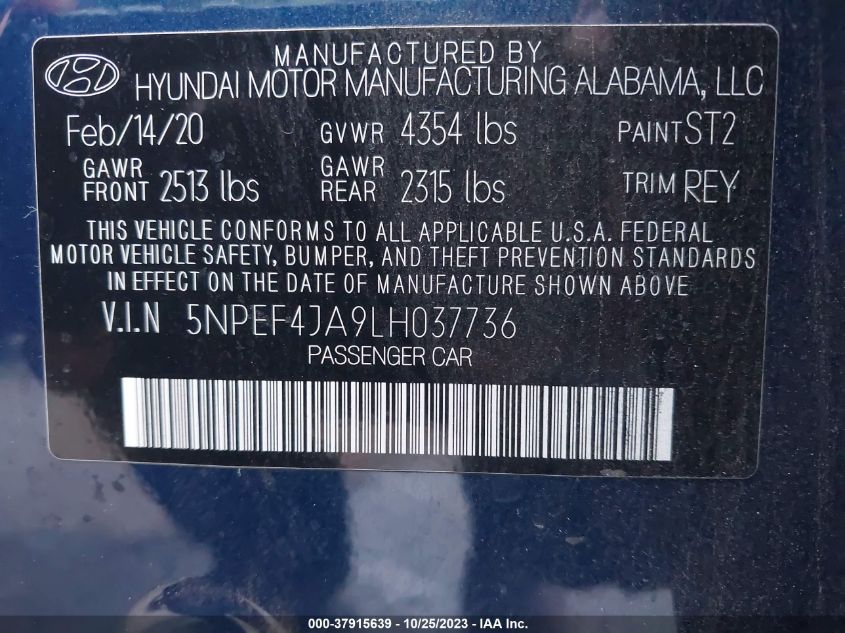 MANUFACTURED BY
HYUNDAI MOTOR MANUFACTURING ALABAMA, LLC
Feb/14/20 GVWR 4354 lbs PAINT ST2
GAWR FRONT 2513 lbs GAWR REAR 2315 lbs TRIM REY
THIS VEHICLE CONFORMS TO ALL APPLICABLE U.S.A. FEDERAL
MOTOR VEHICLE SAFETY, BUMPER, AND THEFT PREVENTION STANDARDS
IN EFFECT ON THE DATE OF MANUFACTURE SHOWN ABOVE
V.I.N 5NPEF4JA9LH037736
PASSENGER CAR
000-37915639 - 10/25/2023 - IAA Inc.